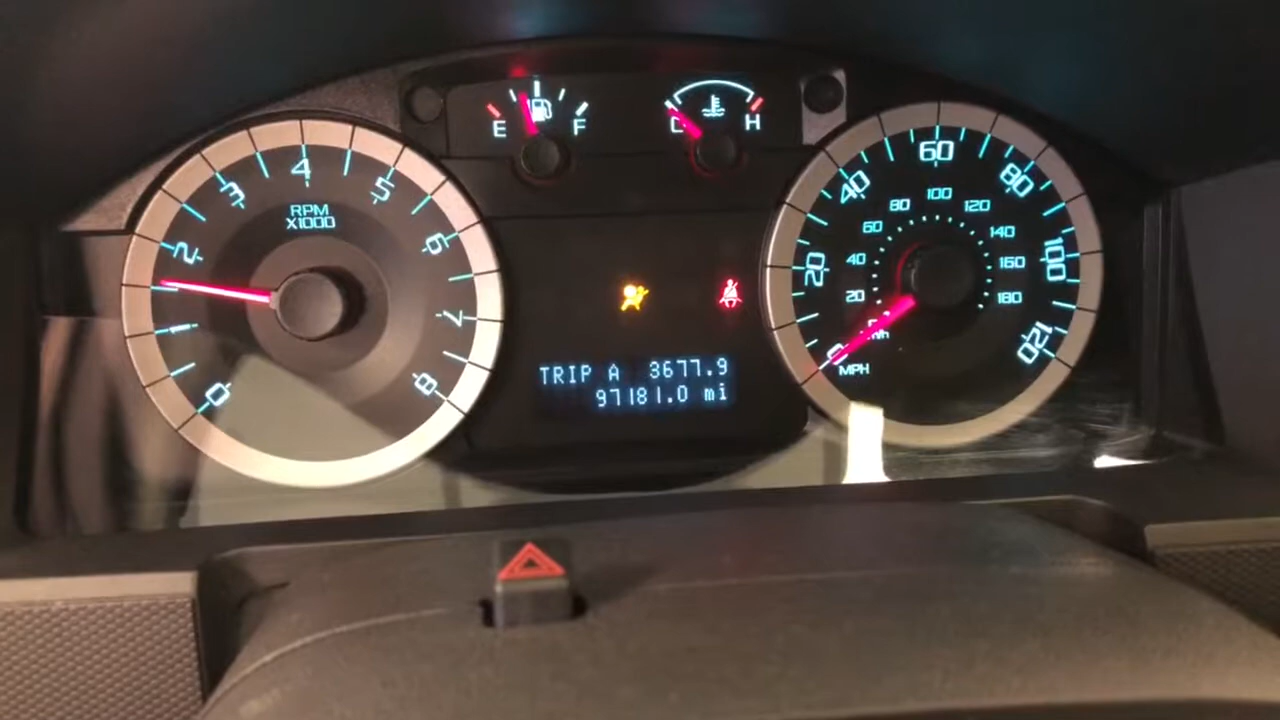 E F
C H
0 1 2 3 4 5 6 7 8
RPM
X1000
0 20 40 60 80 100 120
20 40 60 80 100 120 140 160 180
MPH
TRIP A 3677.9
97181.0 mi